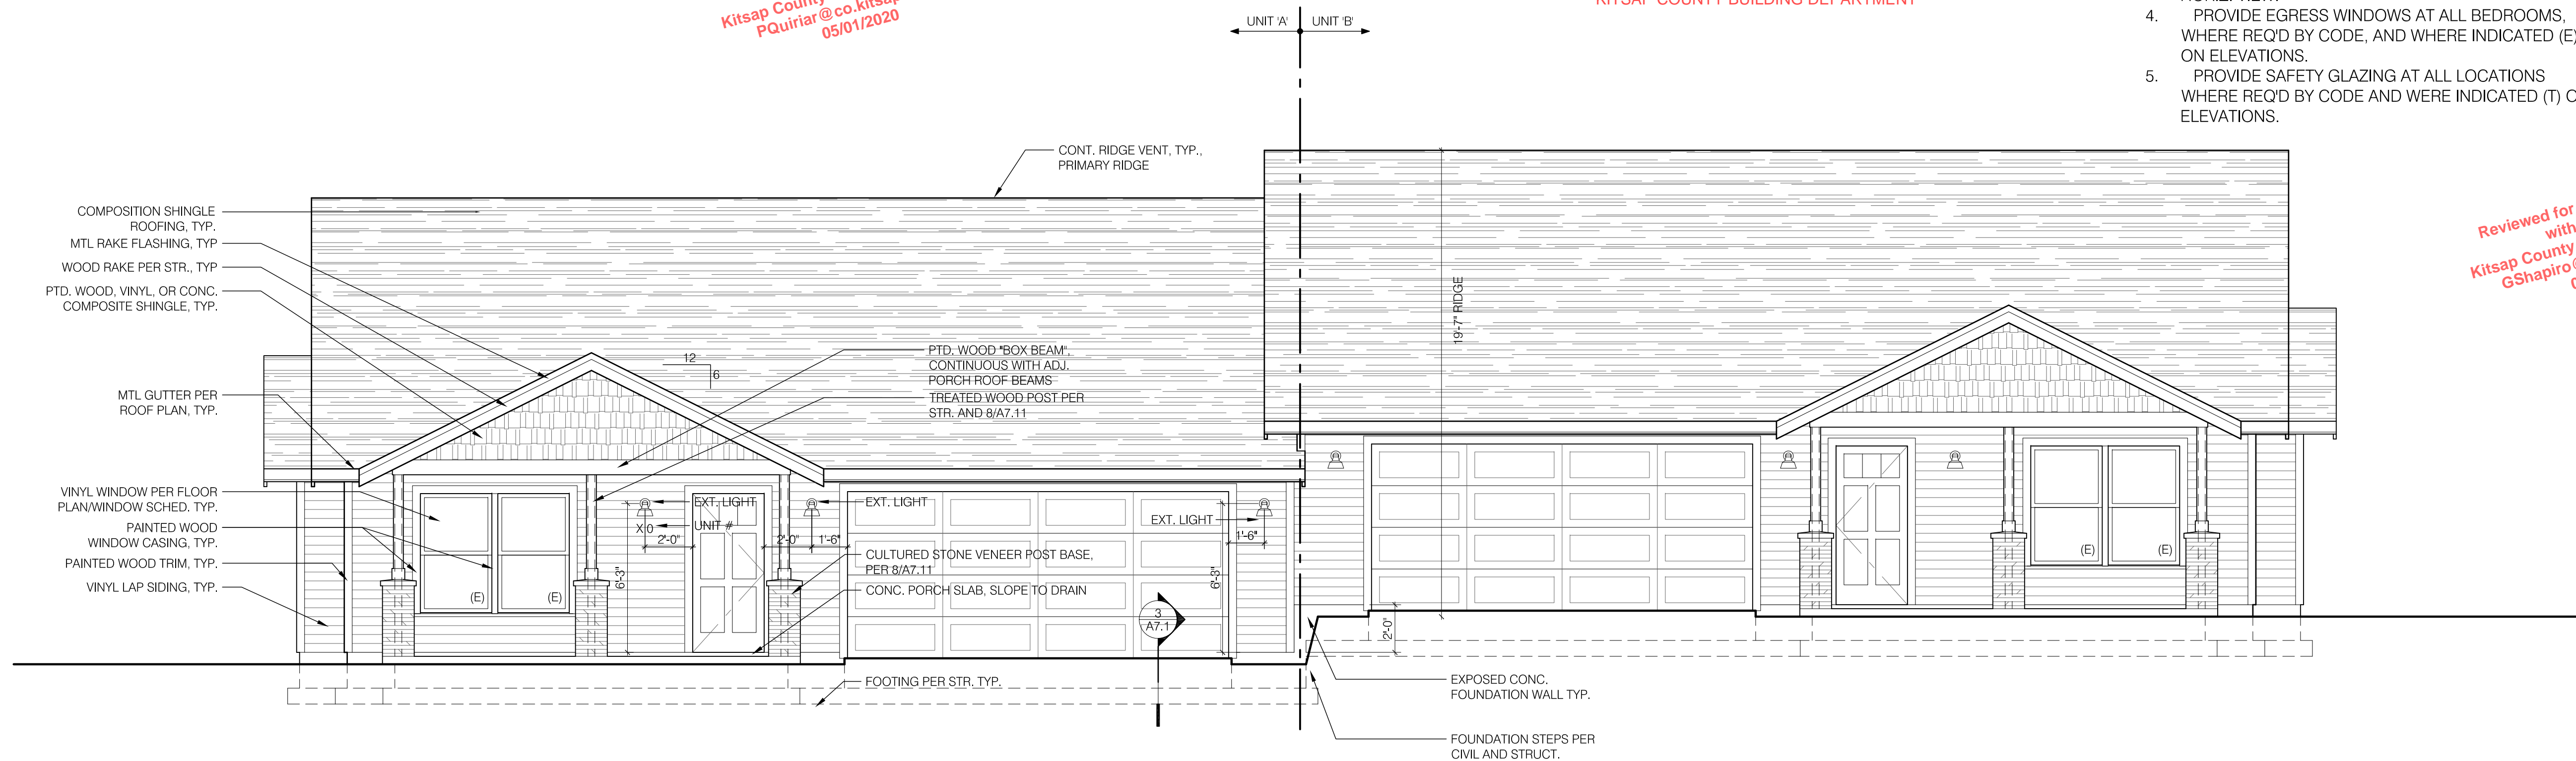 Kitsap County
PQuiriar@co.kitsap
05/01/2020
KITSAP COUNTY BUILDING DEPARTMENT
UNIT 'A'
UNIT 'B'
4. PROVIDE EGRESS WINDOWS AT ALL BEDROOMS,
WHERE REQ'D BY CODE, AND WHERE INDICATED (E)
ON ELEVATIONS.
5. PROVIDE SAFETY GLAZING AT ALL LOCATIONS
WHERE REQ'D BY CODE AND WERE INDICATED (T) O
ELEVATIONS.
Reviewed for
with
Kitsap County
GShapiro@
0
CONT. RIDGE VENT, TYP.,
PRIMARY RIDGE
COMPOSITION SHINGLE
ROOFING, TYP.
MTL RAKE FLASHING, TYP
WOOD RAKE PER STR., TYP
PTD. WOOD, VINYL, OR CONC.
COMPOSITE SHINGLE, TYP.
MTL GUTTER PER
ROOF PLAN, TYP.
VINYL WINDOW PER FLOOR
PLAN/WINDOW SCHED. TYP.
PAINTED WOOD
WINDOW CASING, TYP.
PAINTED WOOD TRIM, TYP.
VINYL LAP SIDING, TYP.
12
6
PTD. WOOD "BOX BEAM",
CONTINUOUS WITH ADJ.
PORCH ROOF BEAMS
TREATED WOOD POST PER
STR. AND 8/A7.11
EXT. LIGHT
X 0
UNIT #
2'-0"
2'-0"
1'-6"
6'-3"
EXT. LIGHT
EXT. LIGHT
1'-6"
6'-3"
CULTURED STONE VENEER POST BASE,
PER 8/A7.11
CONC. PORCH SLAB, SLOPE TO DRAIN
(E)
(E)
3
A7.1
FOOTING PER STR. TYP.
19'-7" RIDGE
2'-0"
(E)
(E)
EXPOSED CONC.
FOUNDATION WALL TYP.
FOUNDATION STEPS PER
CIVIL AND STRUCT.